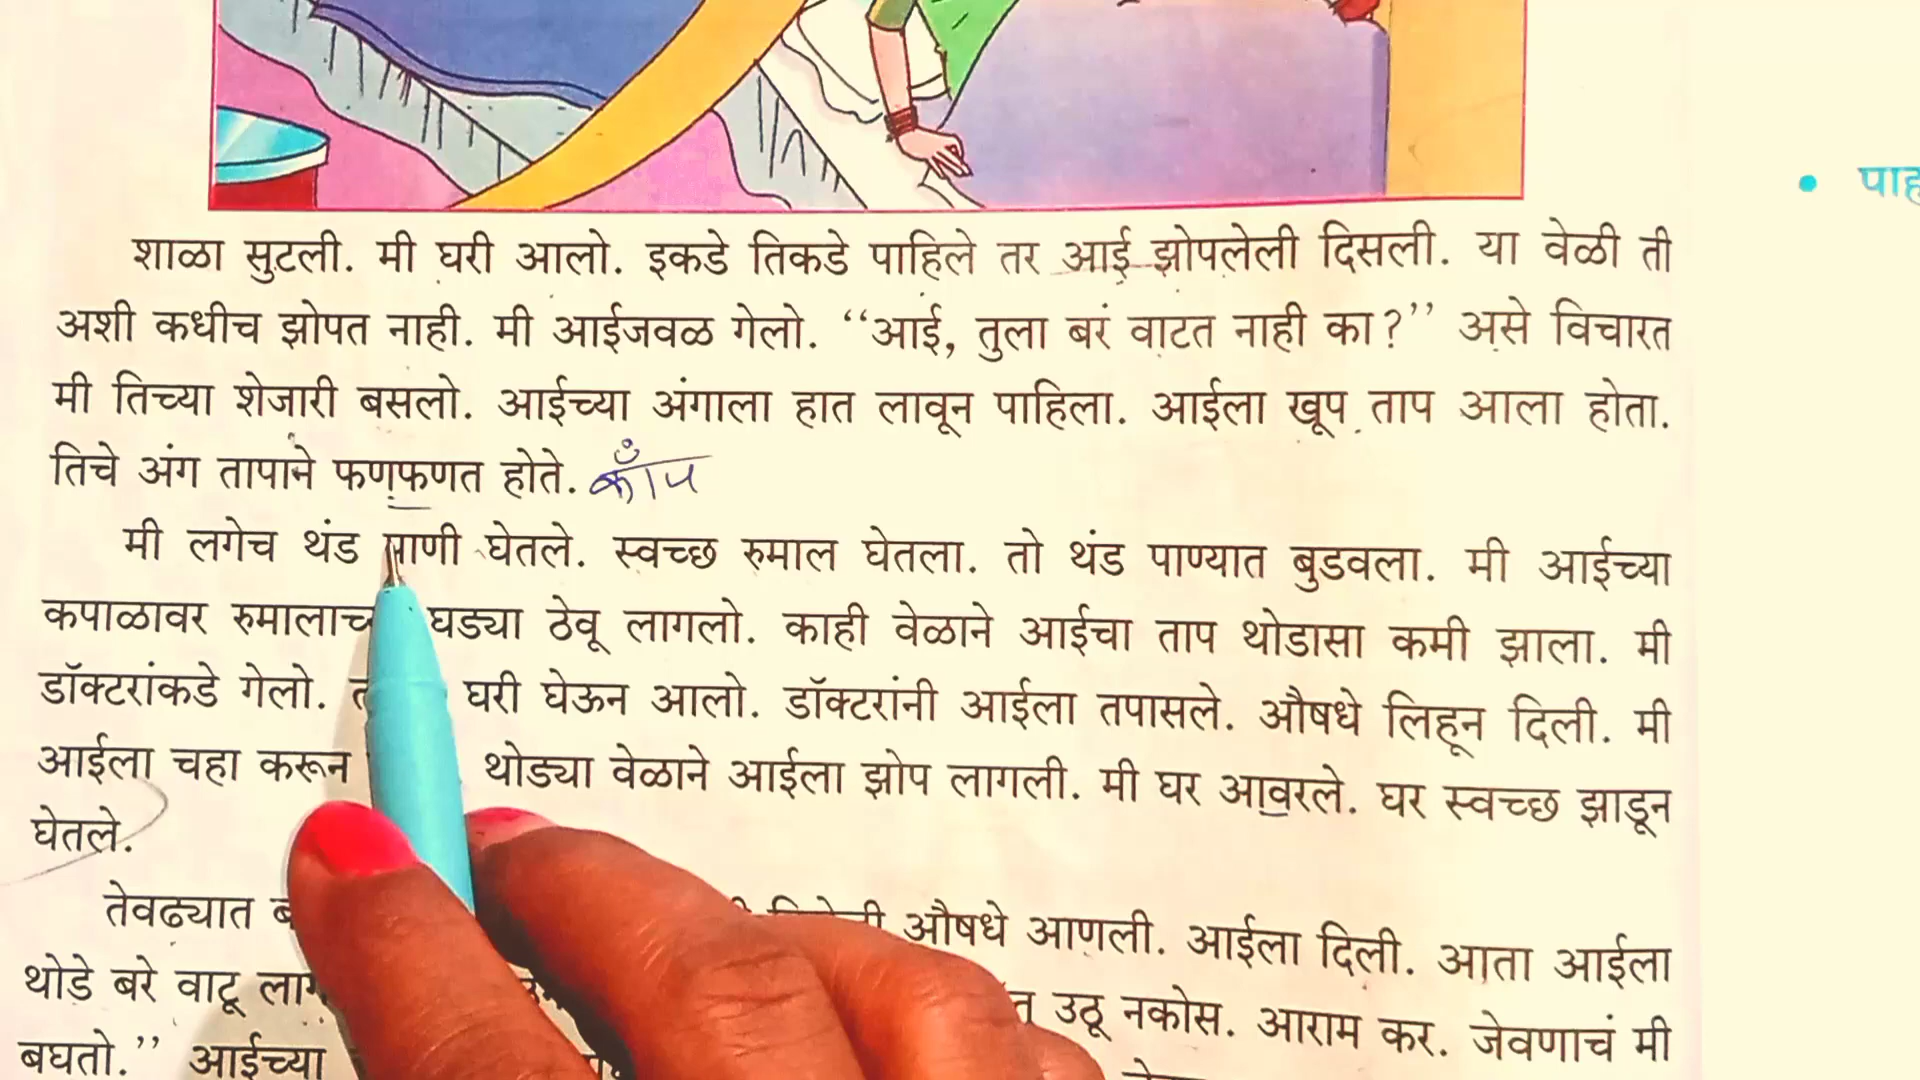 • पाह
शाळा सुटली. मी घरी आलो. इकडे तिकडे पाहिले तर आई झोपलेली दिसली. या वेळी ती
अशी कधीच झोपत नाही. मी आईजवळ गेलो. ‘‘आई, तुला बरं वाटत नाही का?’’ असे विचारत
मी तिच्या शेजारी बसलो. आईच्या अंगाला हात लावून पाहिला. आईला खूप ताप आला होता.
तिचे अंग तापाने फणफणत होते. काँप
मी लगेच थंड पाणी घेतले. स्वच्छ रुमाल घेतला. तो थंड पाण्यात बुडवला. मी आईच्या
कपाळावर घड्या ठेवू लागलो. काही वेळाने आईचा ताप थोडासा कमी झाला. मी
डॉक्टरांकडे गेलो. घरी घेऊन आलो. डॉक्टरांनी आईला तपासले. औषधे लिहून दिली. मी
आईला चहा करून थोड्या वेळाने आईला झोप लागली. मी घर आवरले. घर स्वच्छ झाडून
घेतले.
तेवढ्यात औषधे आणली. आईला दिली. आता आईला
थोडे बरे वाटू उठू नकोस. आराम कर. जेवणाचं मी
बघतो.’’ आईच्या